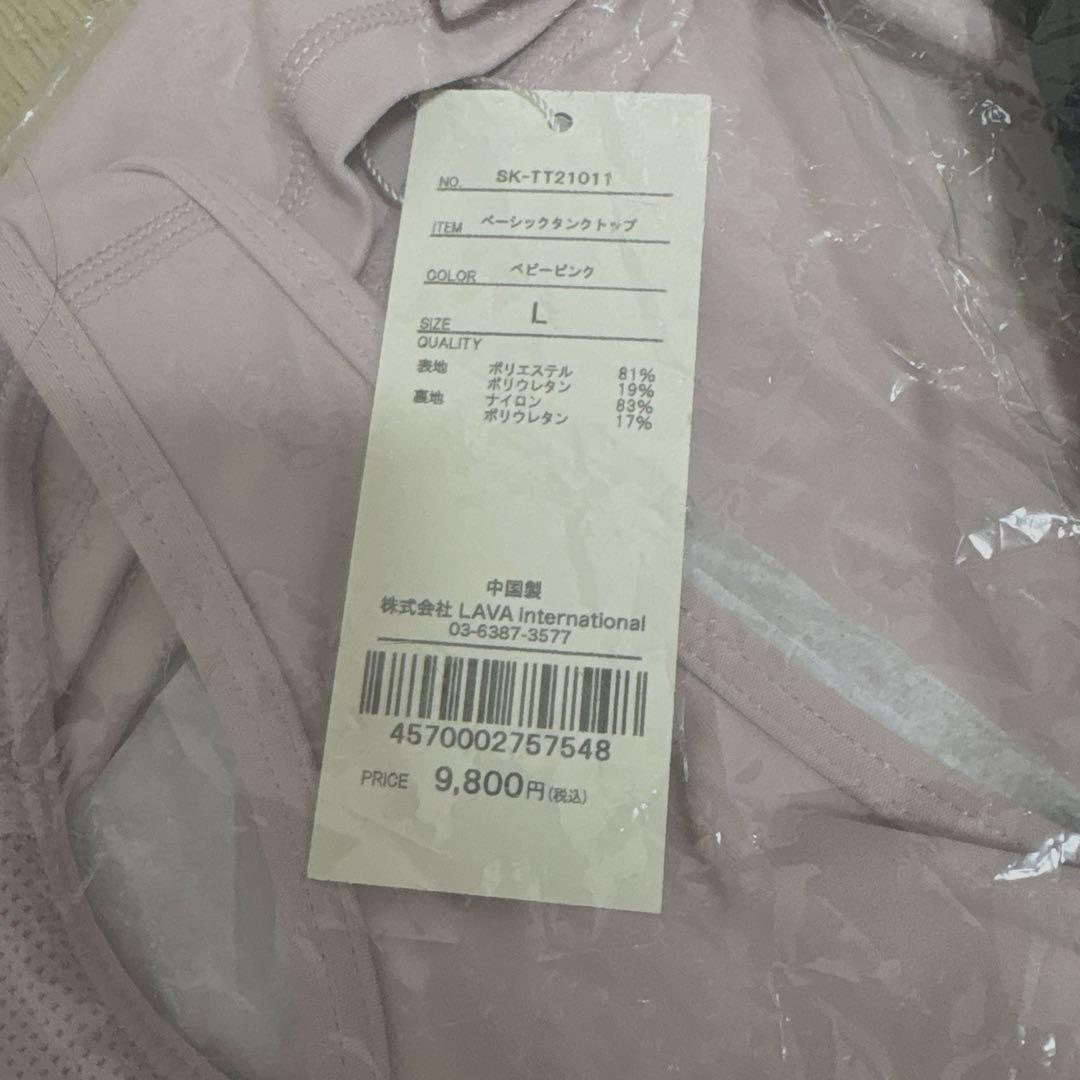 NO. SK-TT21011
ITEM ベーシックタンクトップ
COLOR ベビーピンク
SIZE L
QUALITY
表地 ポリエステル 81%
ポリウレタン 19%
裏地 ナイロン 83%
ポリウレタン 17%
中国製
株式会社 LAVA international
03-6387-3577
4570002757548
PRICE 9,800円(税込)